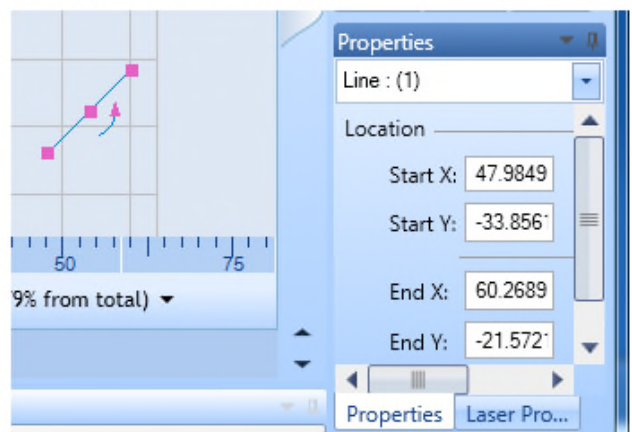 Properties
Line : (1)
Location
Start X: 47.9849
Start Y: -33.856
End X: 60.2689
End Y: -21.572
50 75
9% from total)
Properties Laser Pro...